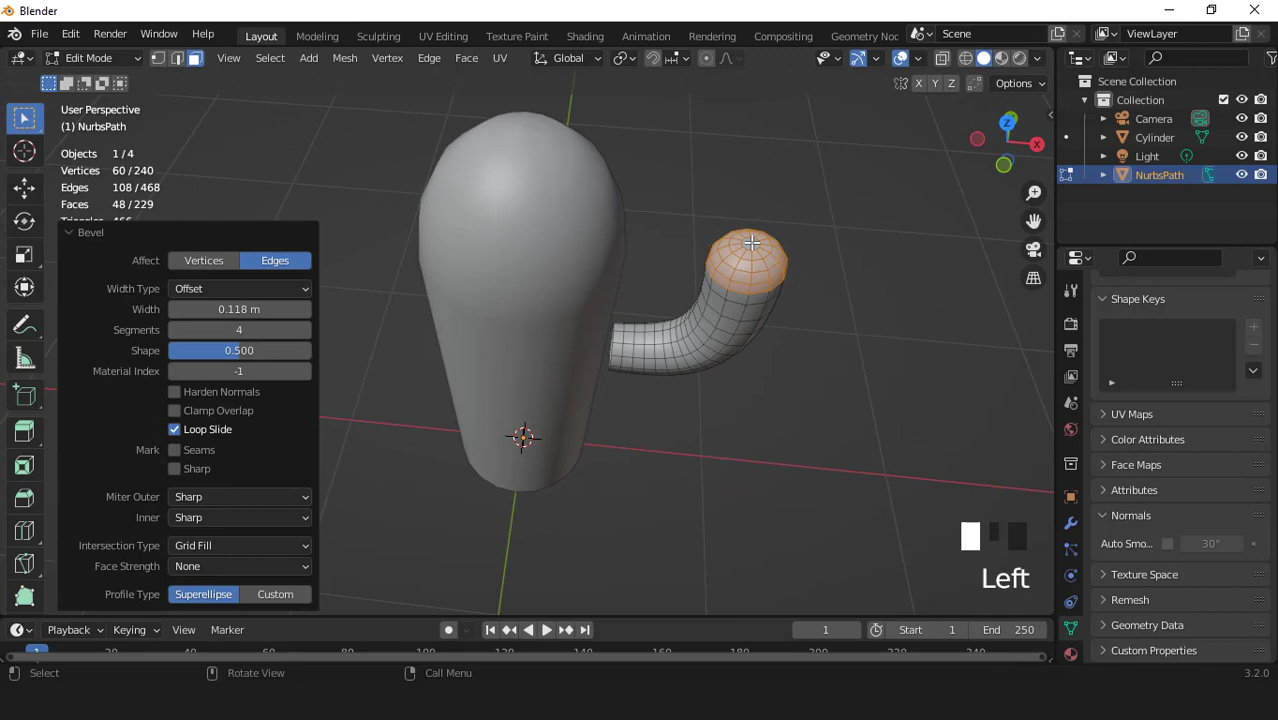 Blender
File Edit Render Window Help Layout Modeling Sculpting UV Editing Texture Paint Shading Animation Rendering Compositing Geometry Noc Scene ViewLayer
Edit Mode View Select Add Mesh Vertex Edge Face UV Global
X Y Z Options
User Perspective
(1) NurbsPath
Objects 1 / 4
Vertices 60 / 240
Edges 108 / 468
Faces 48 / 229
Bevel
Affect Vertices Edges
Width Type Offset
Width 0.118 m
Segments 4
Shape 0.500
Material Index -1
Harden Normals
Clamp Overlap
Loop Slide
Mark Seams
Sharp
Miter Outer Sharp
Inner Sharp
Intersection Type Grid Fill
Face Strength None
Profile Type Superellipse Custom
Z
X
Left
Scene Collection
Collection
Camera
Cylinder
Light
NurbsPath
Shape Keys
UV Maps
Color Attributes
Face Maps
Attributes
Normals
Auto Smo... 30°
Texture Space
Remesh
Geometry Data
Custom Properties
Playback Keying View Marker 1 Start 1 End 250
Select Rotate View Call Menu 3.2.0